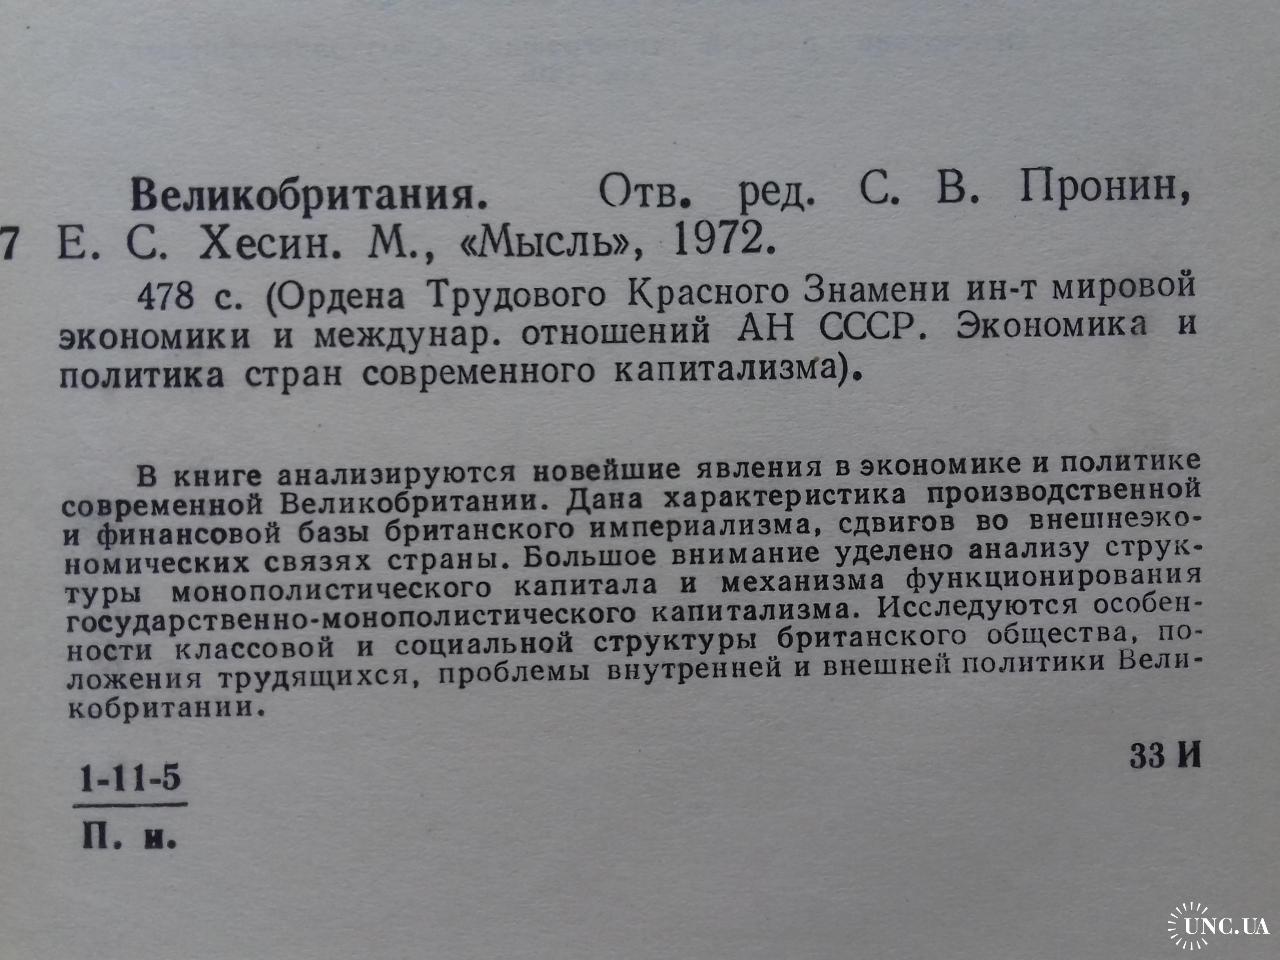 Великобритания. Отв. ред. С. В. Пронин,
7 Е. С. Хесин. М., «Мысль», 1972.
478 с. (Ордена Трудового Красного Знамени ин-т мировой
экономики и междунар. отношений АН СССР. Экономика и
политика стран современного капитализма).
В книге анализируются новейшие явления в экономике и политике
современной Великобритании. Дана характеристика производственной
и финансовой базы британского империализма, сдвигов во внешнеэко-
номических связях страны. Большое внимание уделено анализу струк-
туры монополистического капитала и механизма функционирования
государственно-монополистического капитализма. Исследуются особен-
ности классовой и социальной структуры британского общества, по-
ложения трудящихся, проблемы внутренней и внешней политики Вели-
кобритании.
1-11-5
П. и.
33 И
UNC.UA